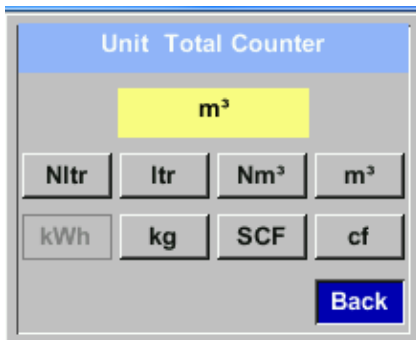 Unit Total Counter
m³
Nltr ltr Nm³ m³
kWh kg SCF cf
Back